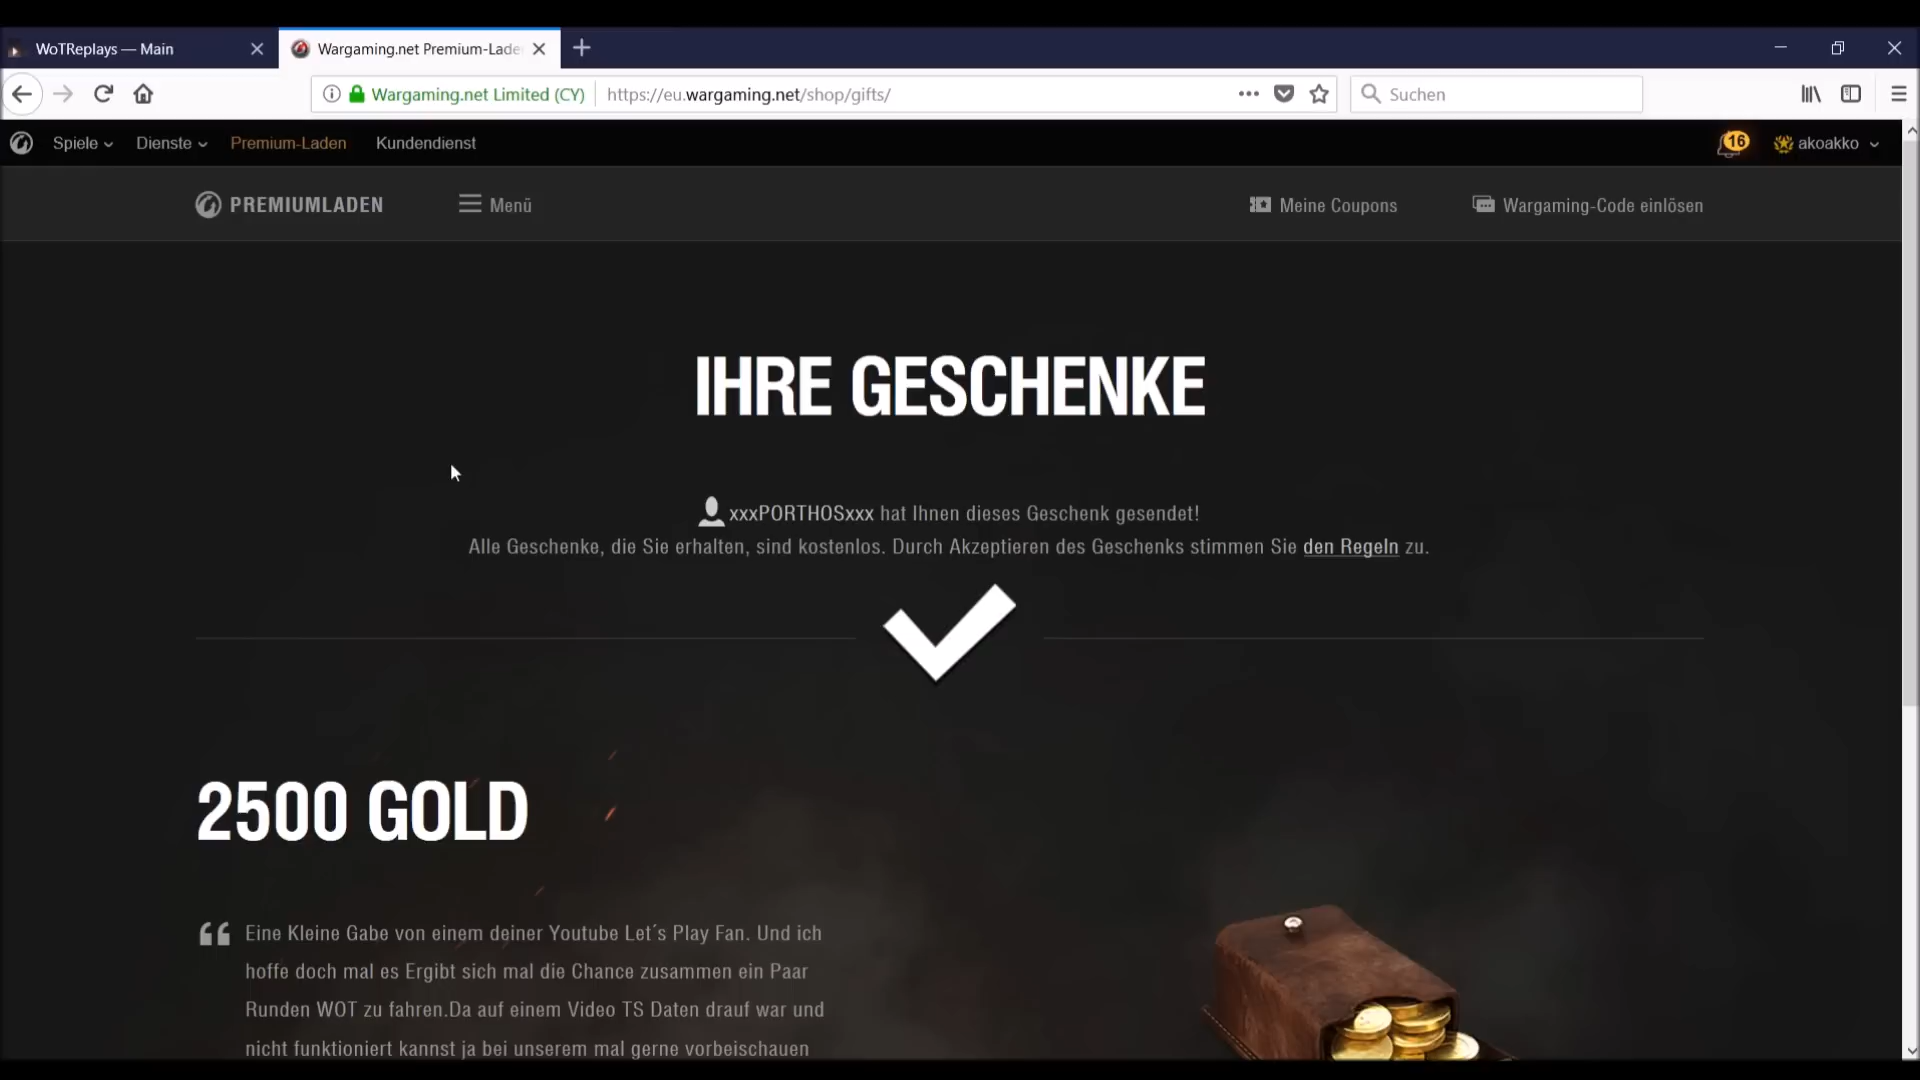 WoTReplays — Main
Wargaming.net Premium-Lade
Wargaming.net Limited (CY)
https://eu.wargaming.net/shop/gifts/
Suchen
Spiele
Dienste
Premium-Laden
Kundendienst
16
akoakko
PREMIUMLADEN
Menü
Meine Coupons
Wargaming-Code einlösen
IHRE GESCHENKE
xxxPORTHOSxxx hat Ihnen dieses Geschenk gesendet!
Alle Geschenke, die Sie erhalten, sind kostenlos. Durch Akzeptieren des Geschenks stimmen Sie den Regeln zu.
2500 GOLD
Eine Kleine Gabe von einem deiner Youtube Let´s Play Fan. Und ich
hoffe doch mal es Ergibt sich mal die Chance zusammen ein Paar
Runden WOT zu fahren.Da auf einem Video TS Daten drauf war und
nicht funktioniert kannst ja bei unserem mal gerne vorbeischauen